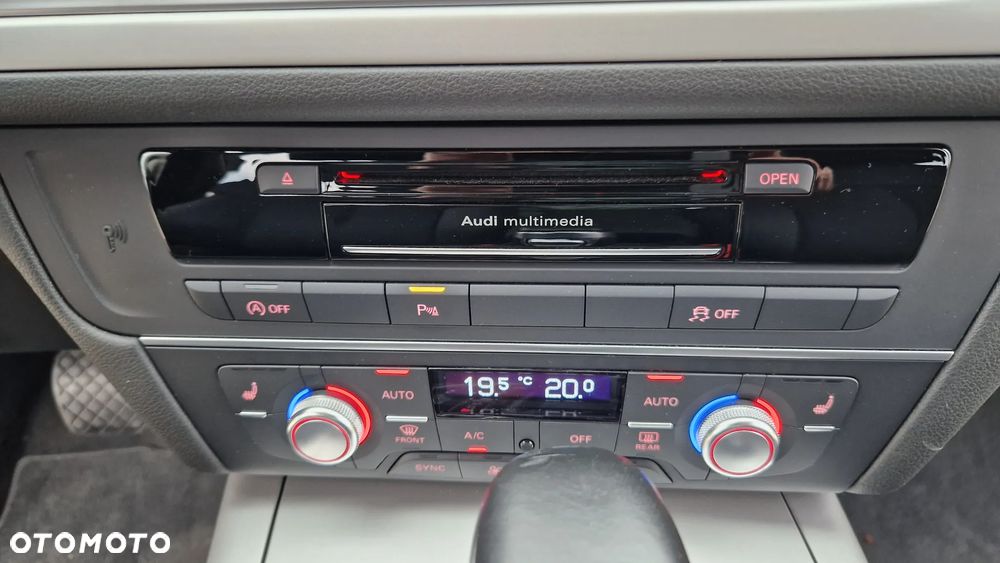 OPEN
Audi multimedia
A OFF
P
OFF
AUTO
19.5 °C 20.0
AUTO
FRONT
A/C
OFF
REAR
SYNC
OTOMOTO